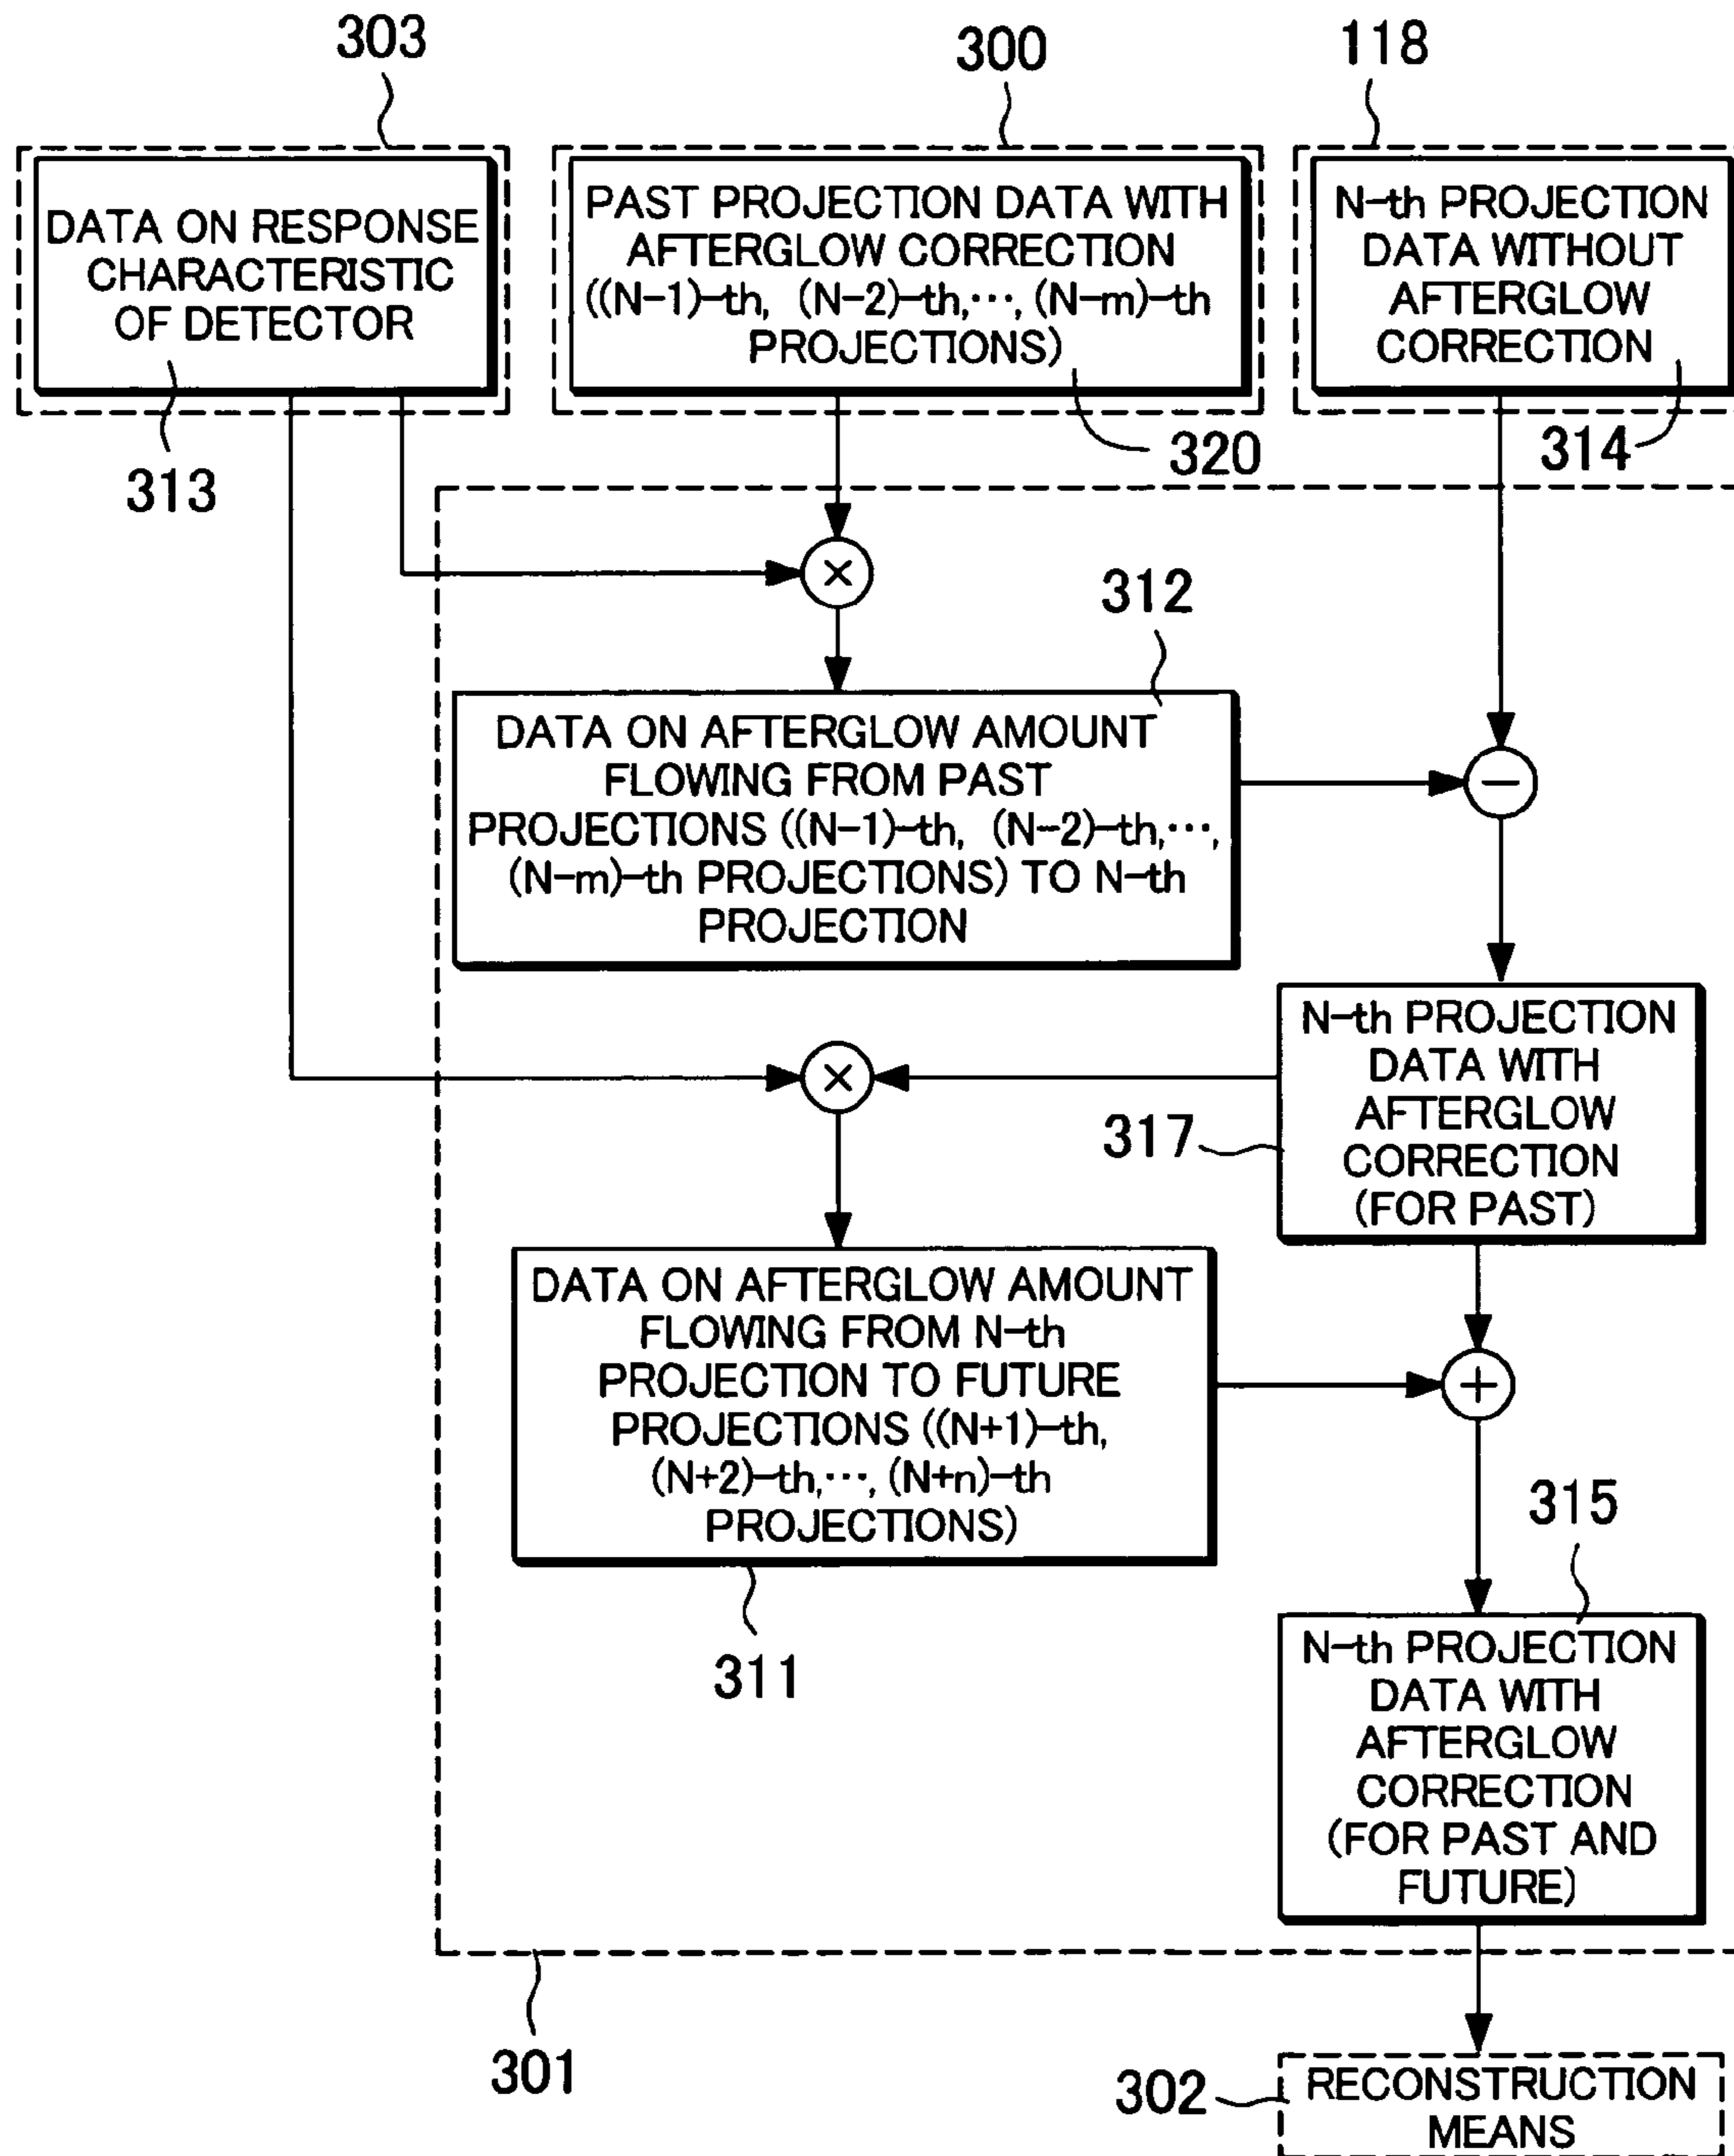 303
300
118
DATA ON RESPONSE
CHARACTERISTIC
OF DETECTOR
PAST PROJECTION DATA WITH
AFTERGLOW CORRECTION
((N-1)-th, (N-2)-th,···, (N-m)-th
PROJECTIONS)
N-th PROJECTION
DATA WITHOUT
AFTERGLOW
CORRECTION
313
320
314
×
312
DATA ON AFTERGLOW AMOUNT
FLOWING FROM PAST
PROJECTIONS ((N-1)-th, (N-2)-th,···,
(N-m)-th PROJECTIONS) TO N-th
PROJECTION
−
N-th PROJECTION
DATA WITH
AFTERGLOW
CORRECTION
(FOR PAST)
×
317
DATA ON AFTERGLOW AMOUNT
FLOWING FROM N-th
PROJECTION TO FUTURE
PROJECTIONS ((N+1)-th,
(N+2)-th,···, (N+n)-th
PROJECTIONS)
+
311
315
N-th PROJECTION
DATA WITH
AFTERGLOW
CORRECTION
(FOR PAST AND
FUTURE)
301
302
RECONSTRUCTION
MEANS